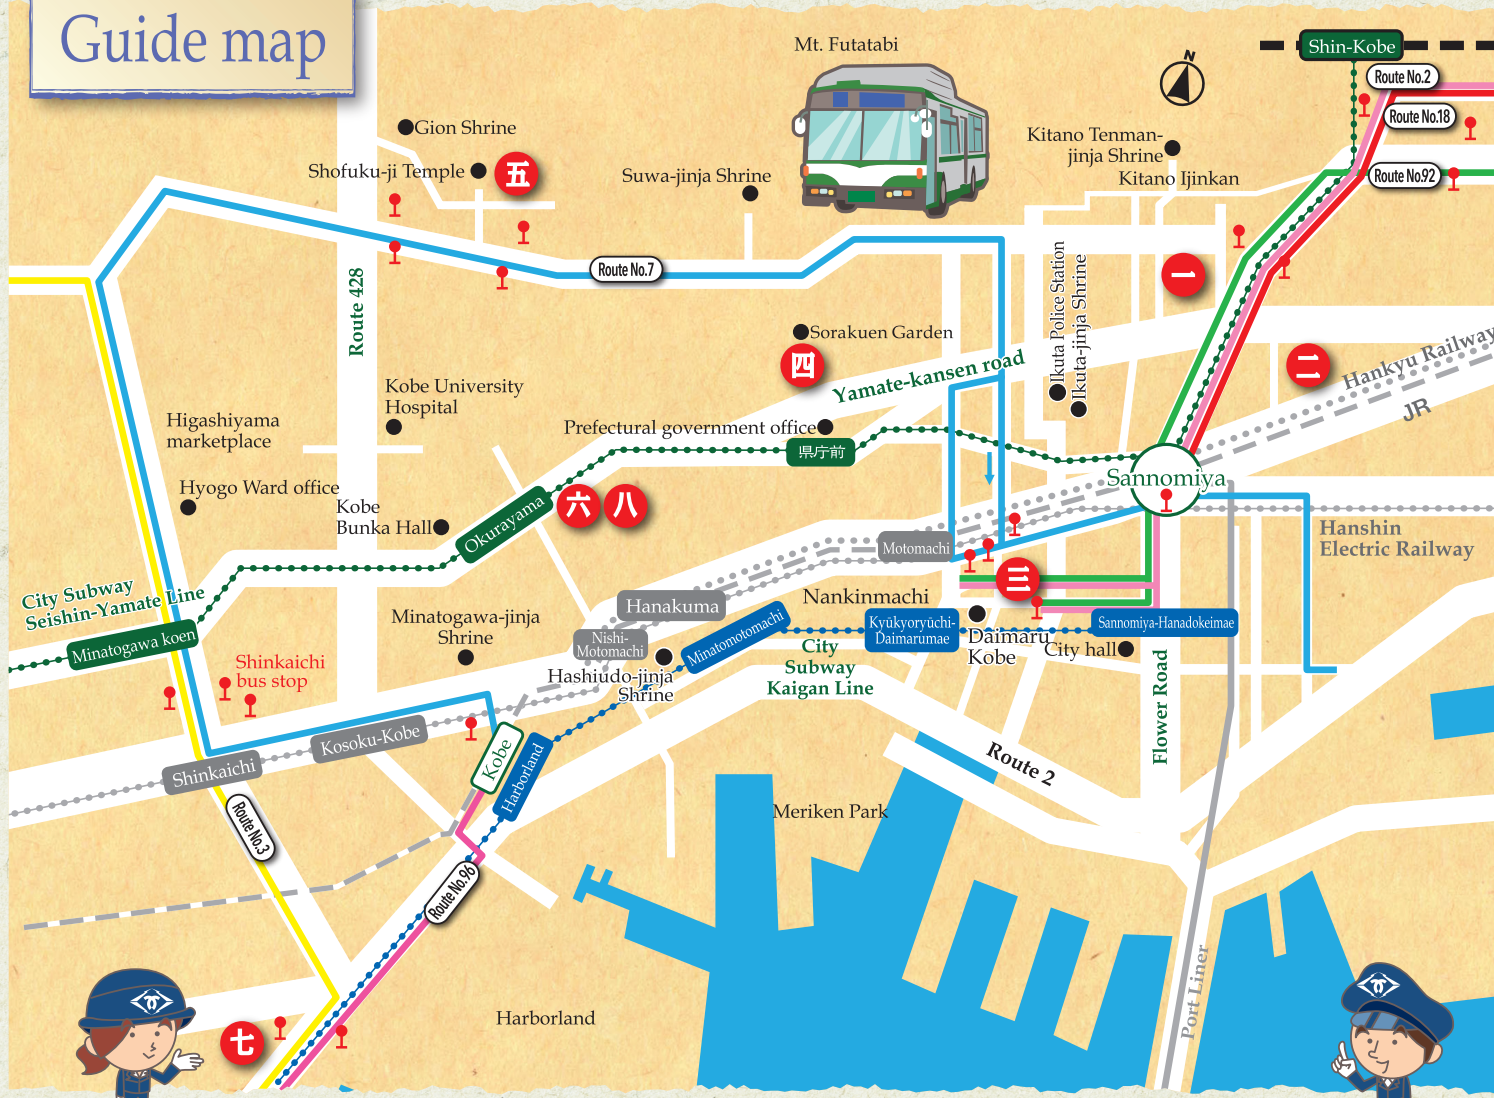 Guide map
Mt. Futatabi
N
Shin-Kobe
Route No.2
Route No.18
Gion Shrine
Kitano Tenman-
jinja Shrine
Shofuku-ji Temple
五
Suwa-jinja Shrine
Kitano Ijinkan
Route No.92
Route No.7
一
Route 428
Ikuta Police Station
Ikuta-jinja Shrine
Sorakuen Garden
四
二
Hankyu Railway
Yamate-kansen road
JR
Kobe University
Hospital
Higashiyama
marketplace
Prefectural government office
県庁前
Sannomiya
Hyogo Ward office
Kobe
Bunka Hall
Okurayama
六
八
Motomachi
Hanshin
Electric Railway
City Subway
Seishin-Yamate Line
三
Hanakuma
Nankinmachi
Minatogawa-jinja
Shrine
Minatogawa koen
Nishi-
Motomachi
Minatomotomachi
Kyūkyoryūchi-
Daimarumae
Sannomiya-Hanadokeimae
Daimaru
Kobe
City hall
City
Subway
Kaigan Line
Shinkaichi
bus stop
Hashiudo-jinja
Shrine
Flower Road
Kosoku-Kobe
Shinkaichi
Kobe
Harborland
Route 2
Route No.3
Meriken Park
Route No.96
Port Liner
Harborland
七